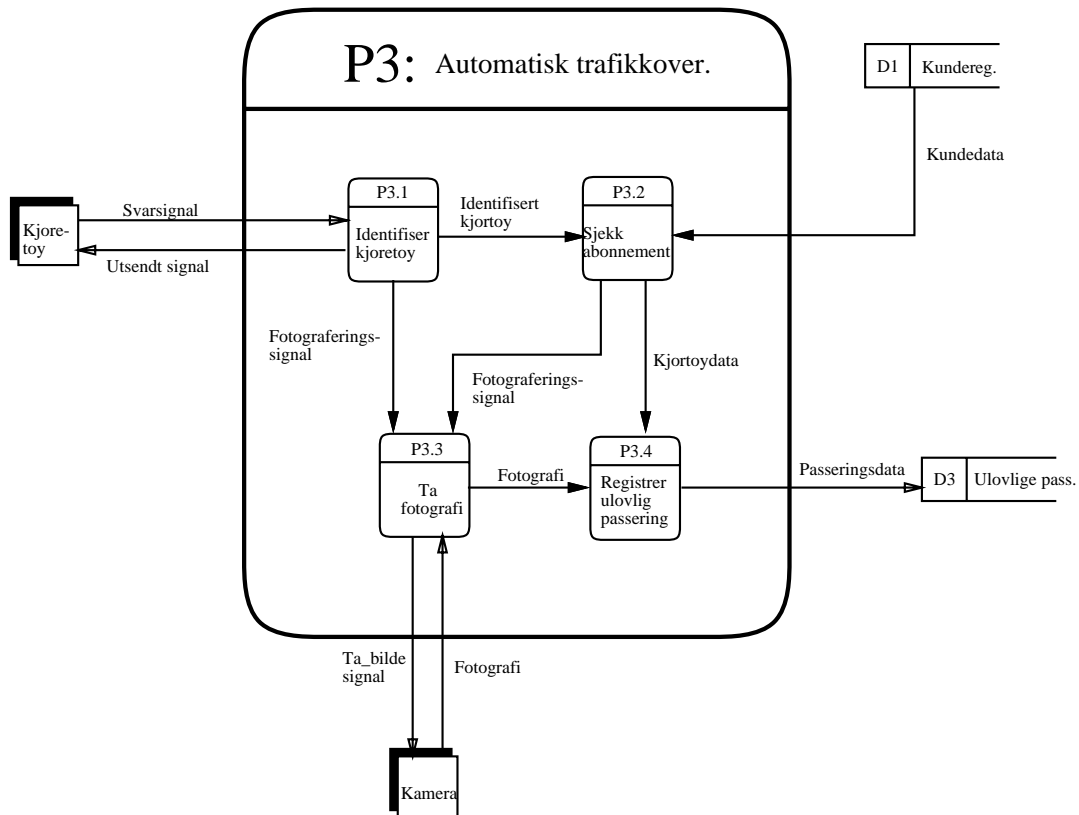 P3: Automatisk trafikkover.
D1 Kundereg.
Kundedata
P3.1
Identifiser
kjoretoy
P3.2
Sjekk
abonnement
Svarsignal
Kjore-
toy
Utsendt signal
Identifisert
kjortoy
Fotograferings-
signal
Fotograferings-
signal
Kjortoydata
P3.3
Ta
fotografi
Fotografi
P3.4
Registrer
ulovlig
passering
Passeringsdata
D3 Ulovlige pass.
Ta_bilde
signal
Fotografi
Kamera